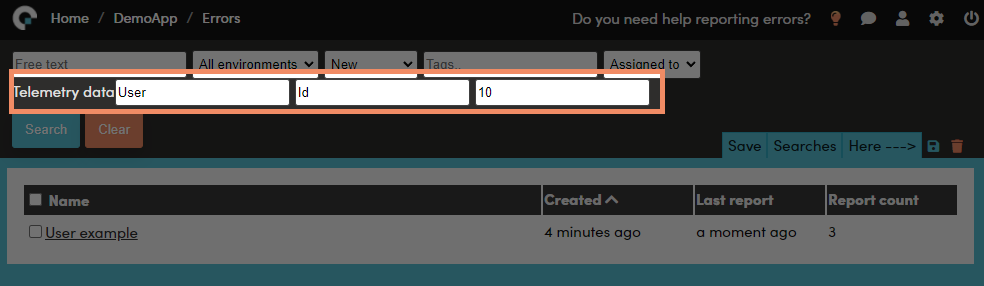 Home / DemoApp / Errors Do you need help reporting errors?
Free text All environments New Tags.. Assigned to
Telemetry data User Id 10
Search Clear
Save Searches Here --->
Name Created Last report Report count
User example 4 minutes ago a moment ago 3